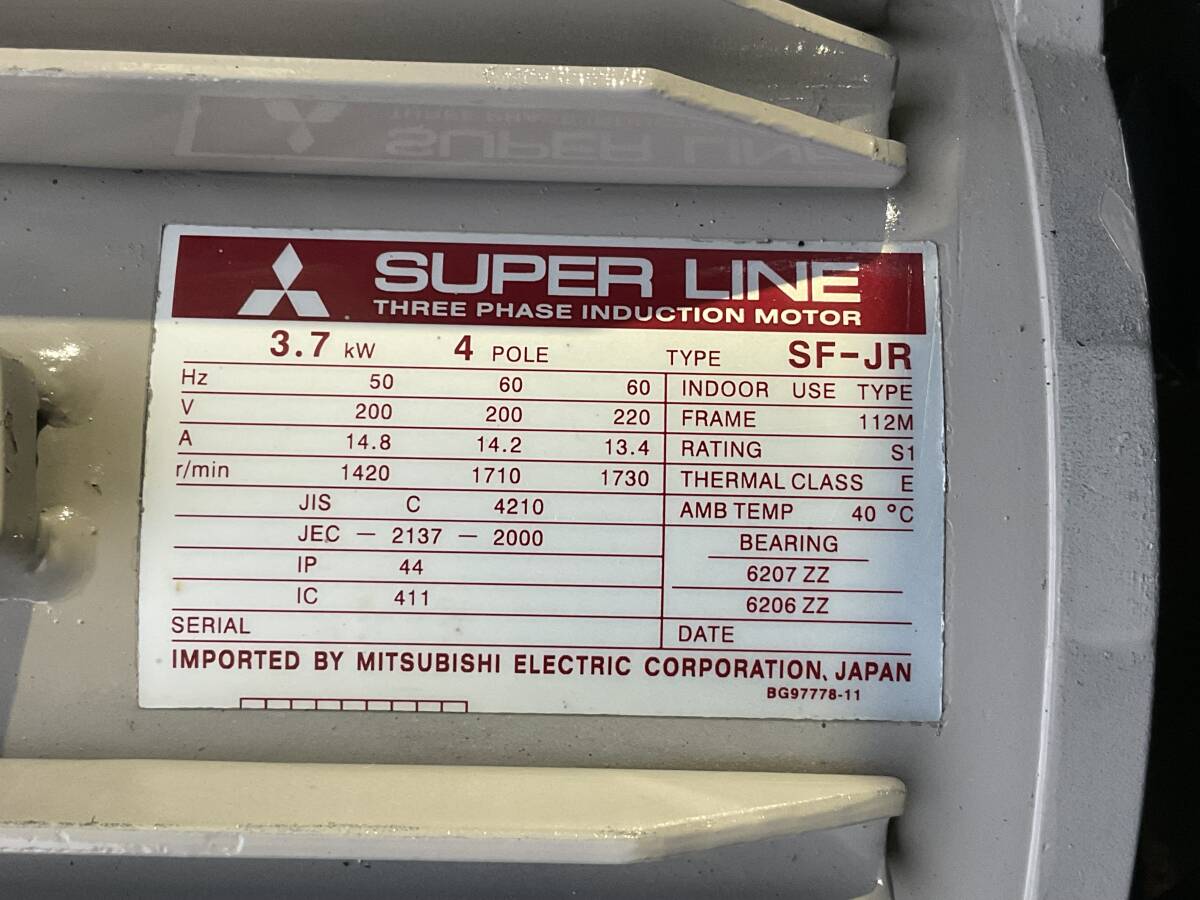 SUPER LINE
THREE PHASE INDUCTION MOTOR
3.7 kW 4 POLE TYPE SF-JR
Hz 50 60 60 INDOOR USE TYPE
V 200 200 220 FRAME 112M
A 14.8 14.2 13.4 RATING S1
r/min 1420 1710 1730 THERMAL CLASS E
JIS C 4210 AMB TEMP 40 °C
JEC - 2137 - 2000 BEARING
IP 44 6207 ZZ
IC 411 6206 ZZ
SERIAL DATE
IMPORTED BY MITSUBISHI ELECTRIC CORPORATION, JAPAN
BG97778-11